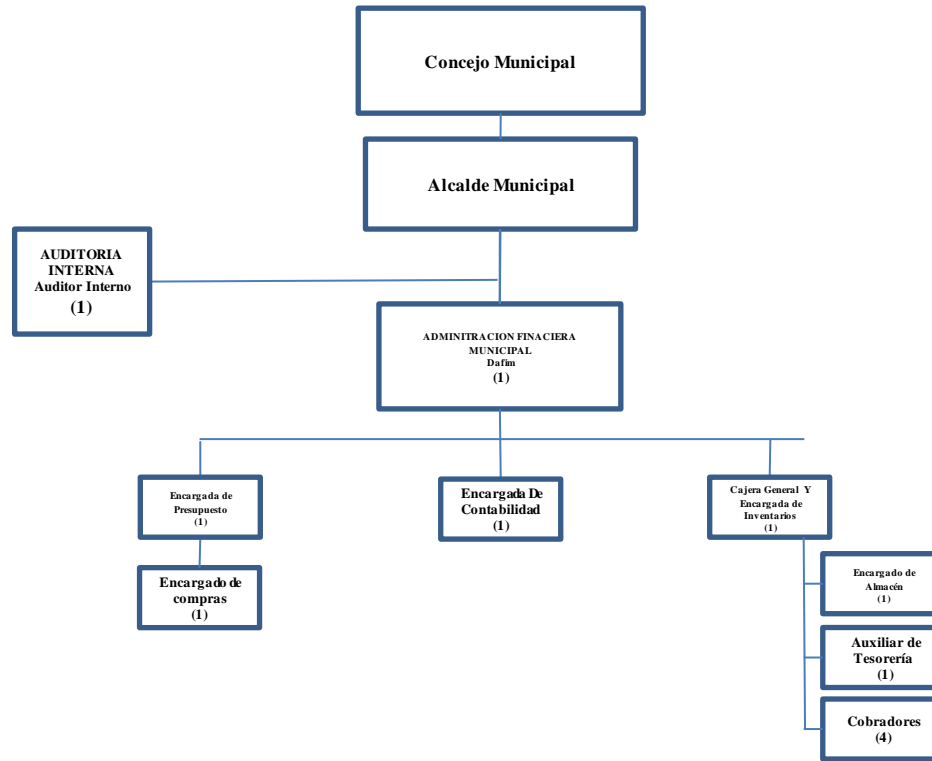 Concejo Municipal
Alcalde Municipal
AUDITORIA
INTERNA
Auditor Interno
(1)
ADMINITRACION FINACIERA
MUNICIPAL
Dafim
(1)
Encargada de
Presupuesto
(1)
Encargada De
Contabilidad
(1)
Cajera General Y
Encargada de
Inventarios
(1)
Encargado de
compras
(1)
Encargado de
Almacén
(1)
Auxiliar de
Tesorería
(1)
Cobradores
(4)